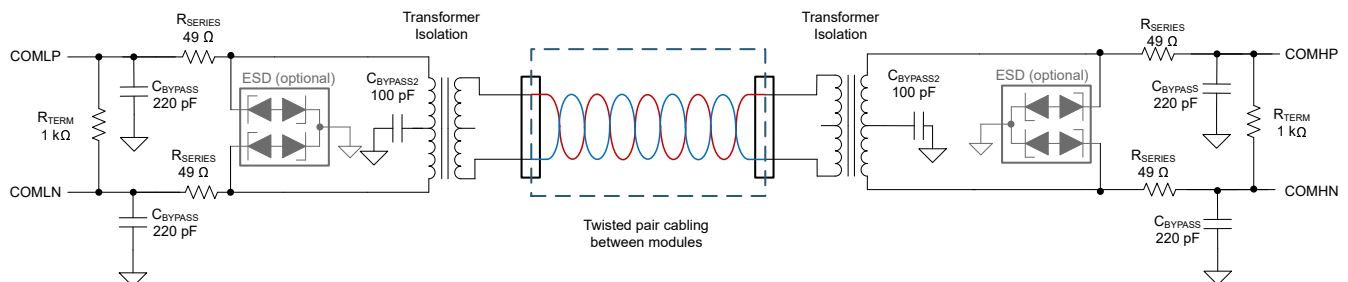 Transformer
Isolation
Transformer
Isolation
RSERIES
49 Ω
COMLP
ESD (optional)
CBYPASS
220 pF
CBYPASS2
100 pF
RTERM
1 kΩ
RSERIES
49 Ω
COMLN
CBYPASS
220 pF
Twisted pair cabling
between modules
CBYPASS2
100 pF
ESD (optional)
RSERIES
49 Ω
COMHP
CBYPASS
220 pF
RTERM
1 kΩ
RSERIES
49 Ω
COMHN
CBYPASS
220 pF